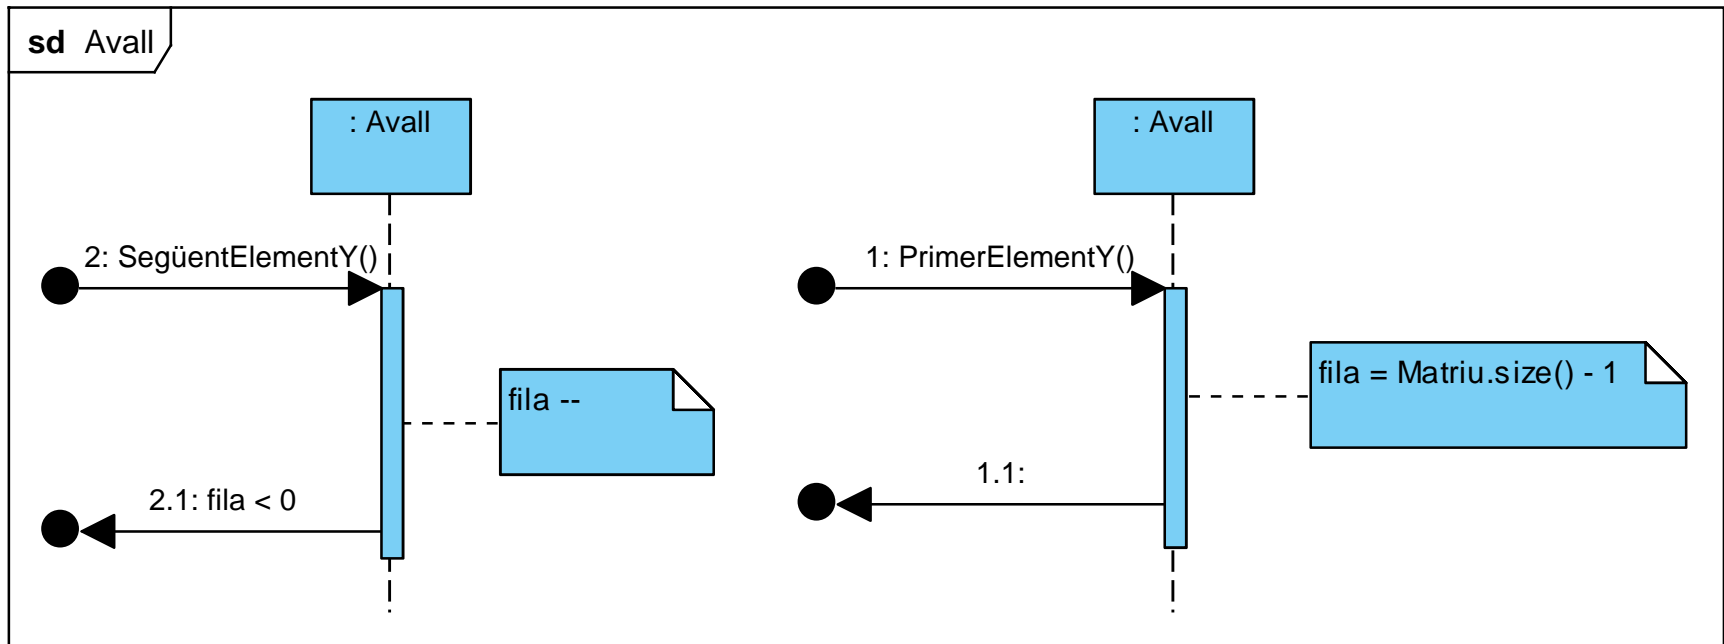 sd Avall
: Avall
: Avall
2: SegüentElementY()
1: PrimerElementY()
fila --
fila = Matriu.size() - 1
2.1: fila < 0
1.1: